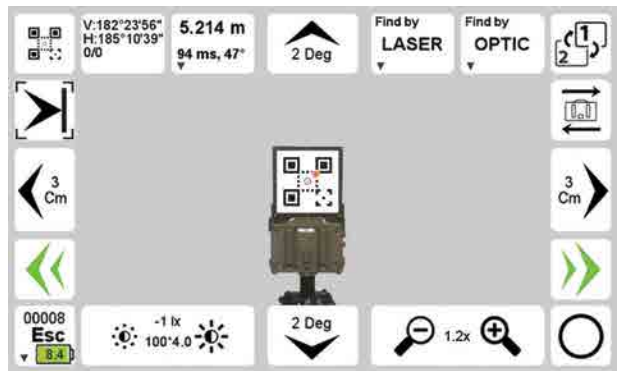 V:182°23'56"
H:185°10'39"
0/0
5.214 m
94 ms, 47°
2 Deg
Find by
LASER
Find by
OPTIC
1
2
3
Cm
3
Cm
00008
Esc
8.4
-1 lx
100*4.0
2 Deg
1.2x